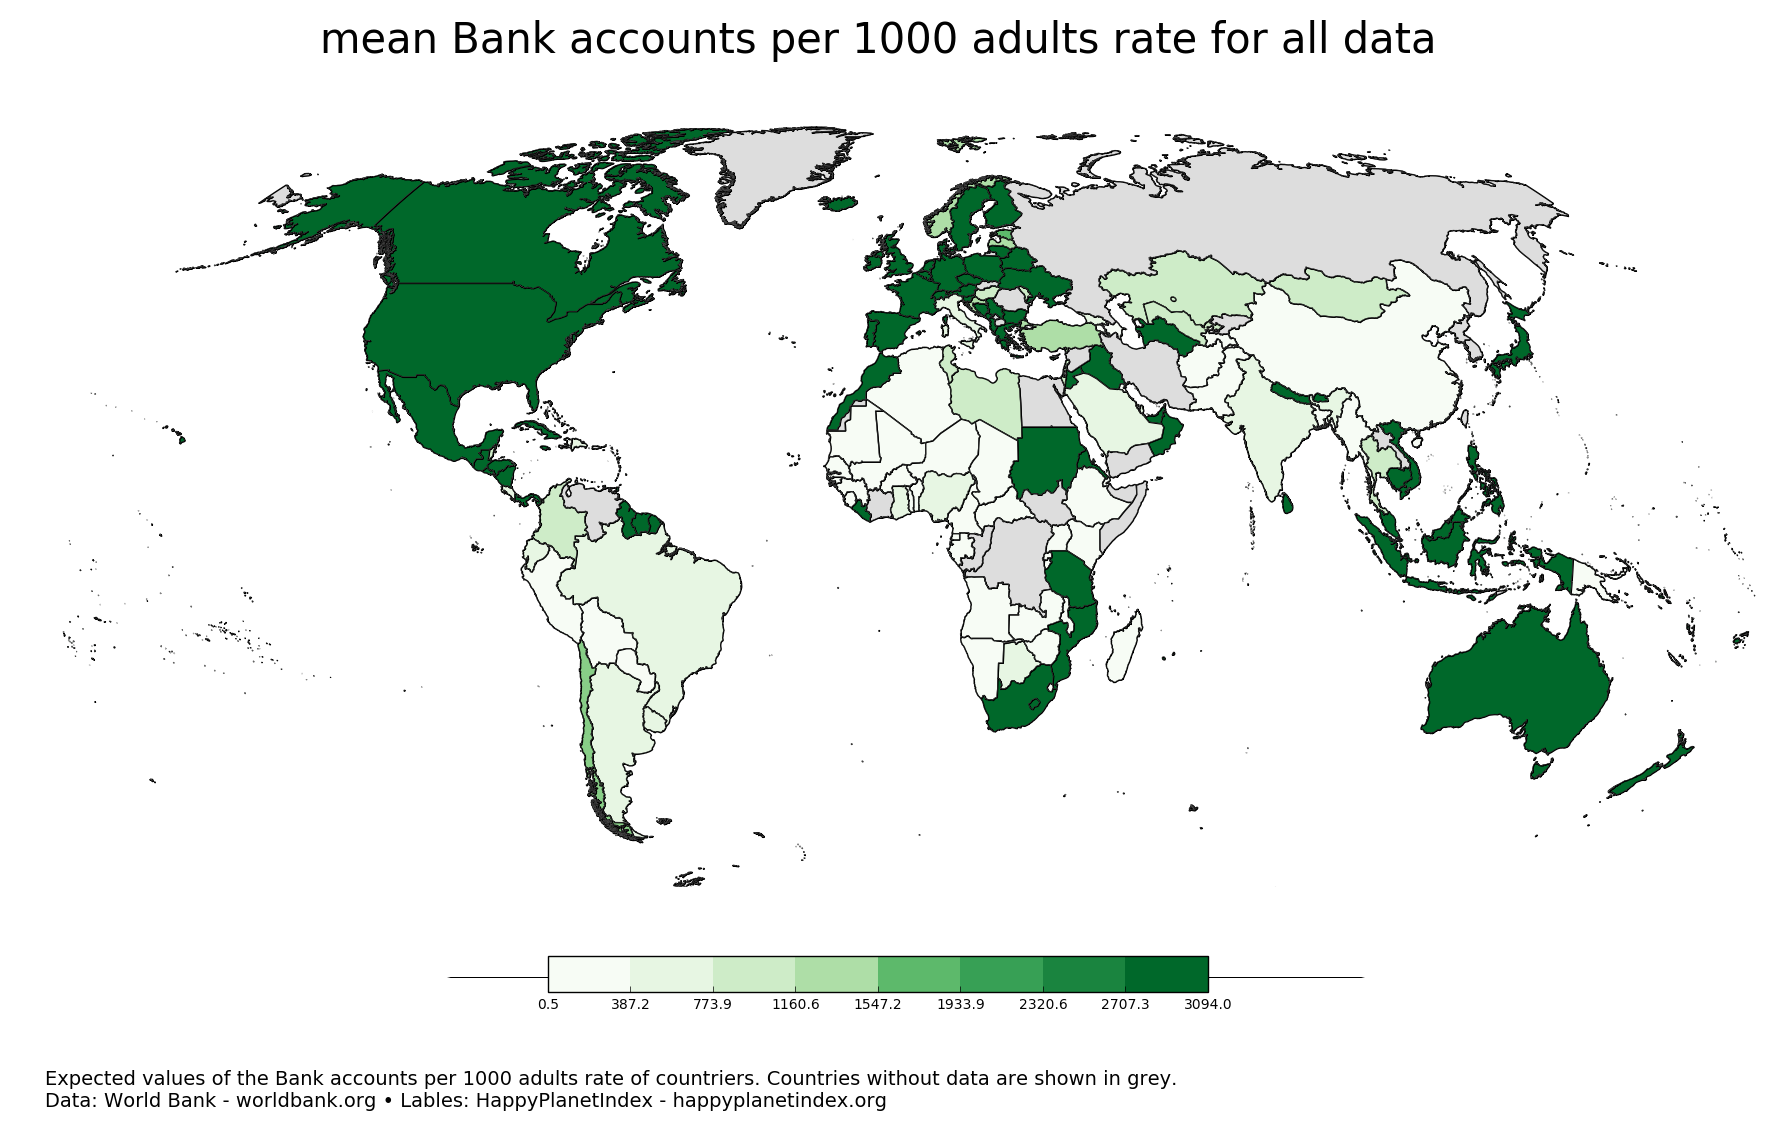 mean Bank accounts per 1000 adults rate for all data
0.5 387.2 773.9 1160.6 1547.2 1933.9 2320.6 2707.3 3094.0
Expected values of the Bank accounts per 1000 adults rate of countriers. Countries without data are shown in grey.
Data: World Bank - worldbank.org • Lables: HappyPlanetIndex - happyplanetindex.org